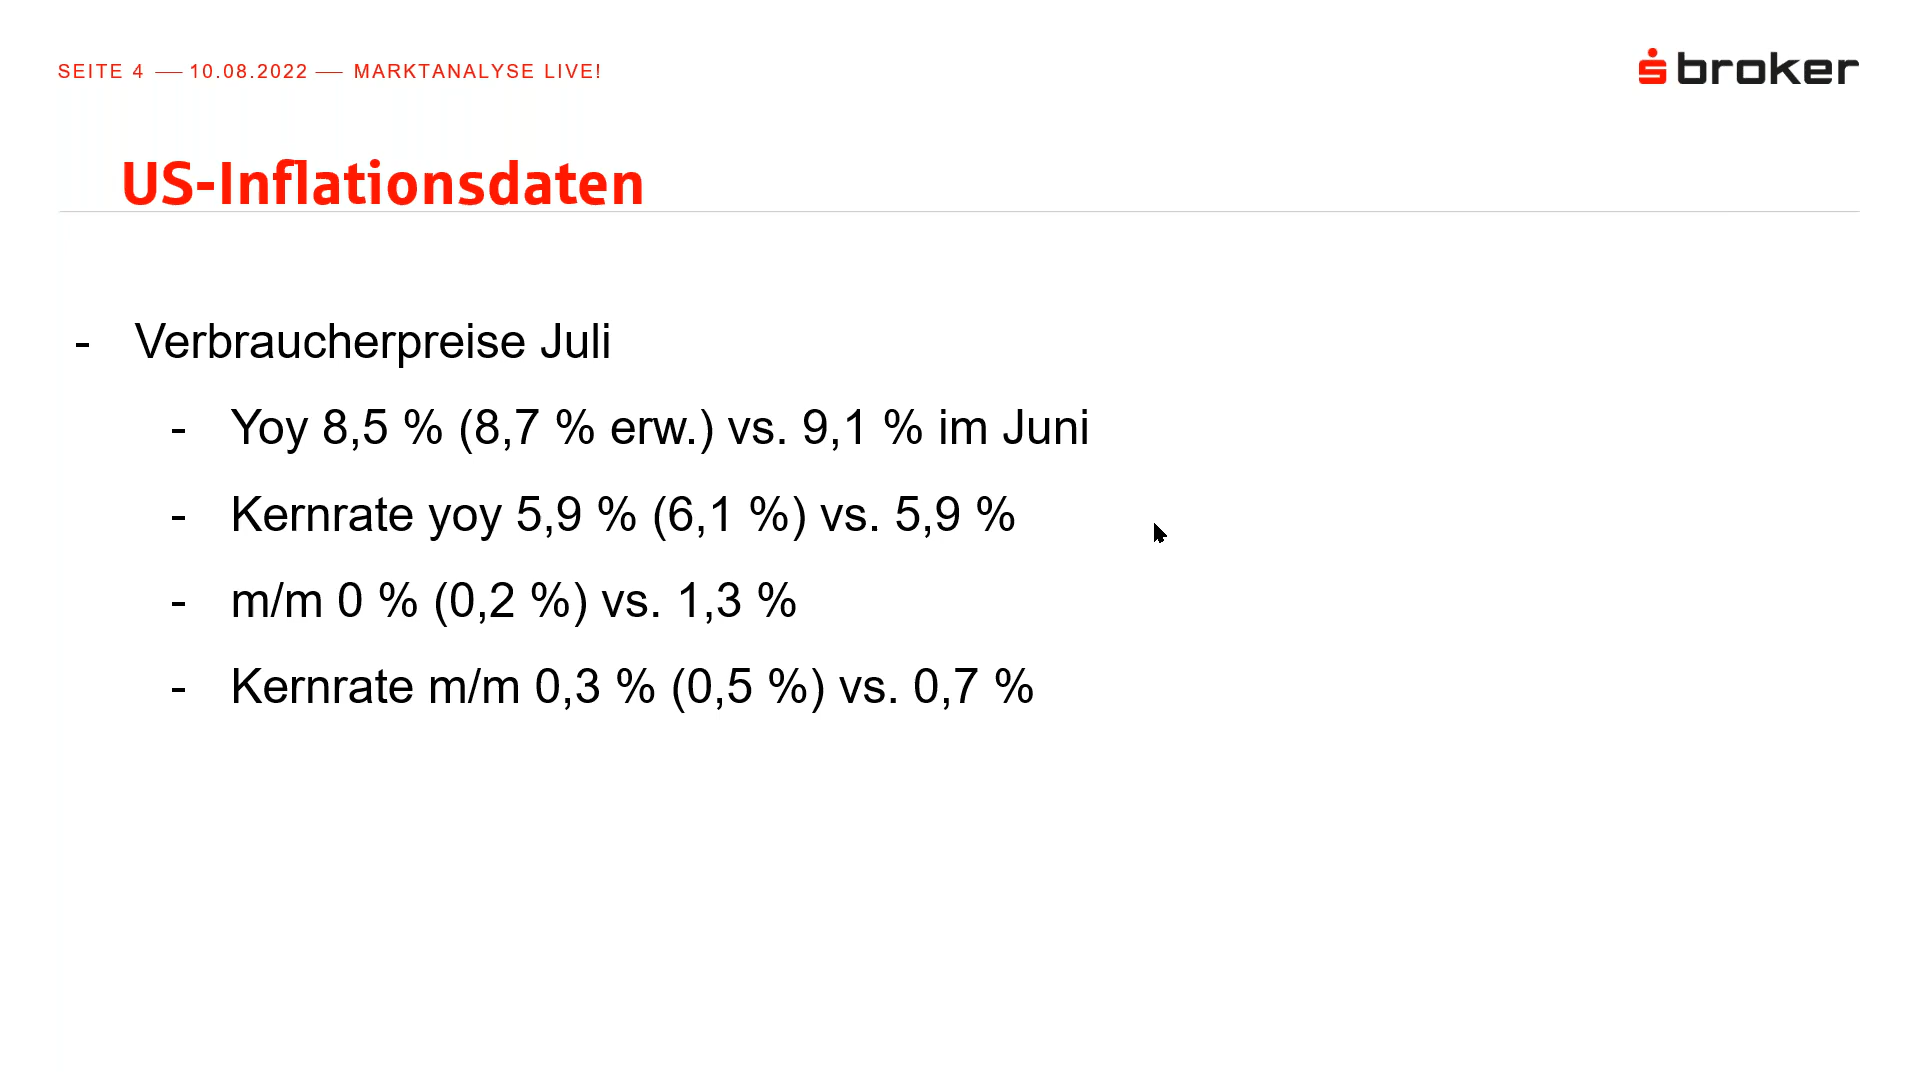 SEITE 4 — 10.08.2022 — MARKTANALYSE LIVE!
broker
US-Inflationsdaten
- Verbraucherpreise Juli
- Yoy 8,5 % (8,7 % erw.) vs. 9,1 % im Juni
- Kernrate yoy 5,9 % (6,1 %) vs. 5,9 %
- m/m 0 % (0,2 %) vs. 1,3 %
- Kernrate m/m 0,3 % (0,5 %) vs. 0,7 %